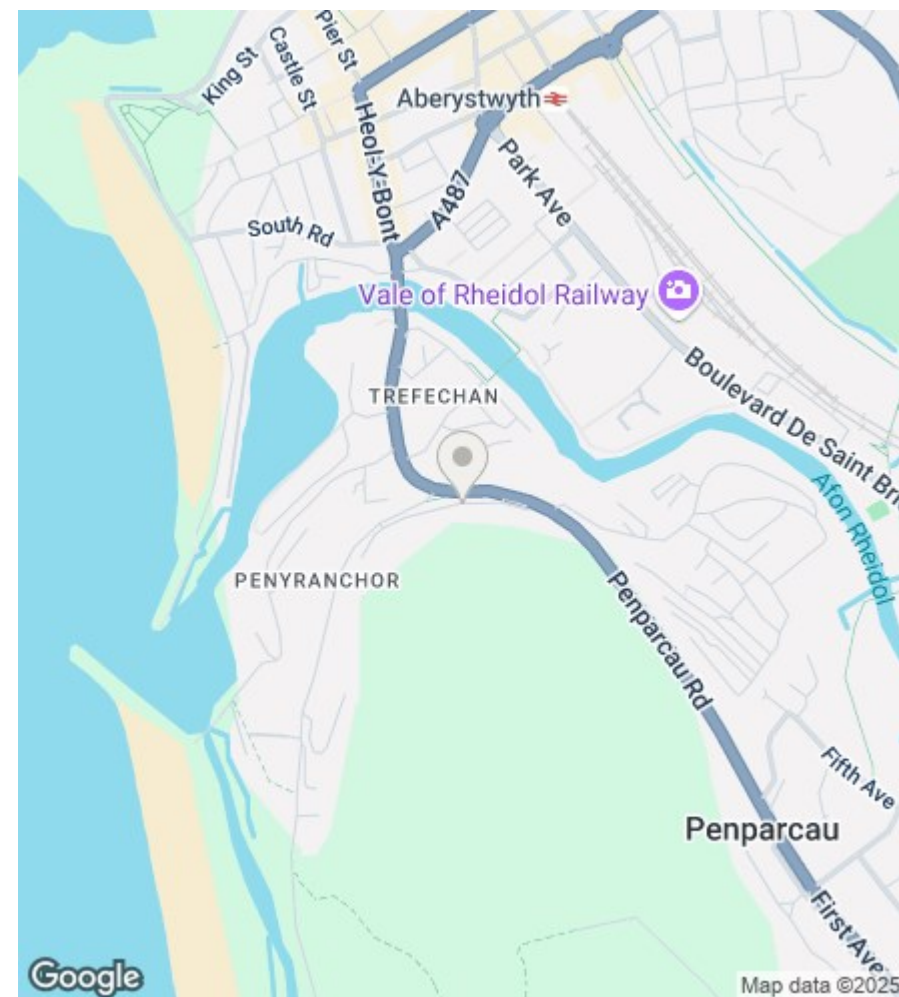 Pier St
Castle St
King St
Aberystwyth
Heol-Y-Bont
A487
Park Ave
South Rd
Vale of Rheidol Railway
TREFECHAN
Boulevard De Saint
Afon Rheidol
PENYRANCHOR
Penparcau Rd
Fifth Ave
Penparcau
First Ave
Google
Map data ©2025